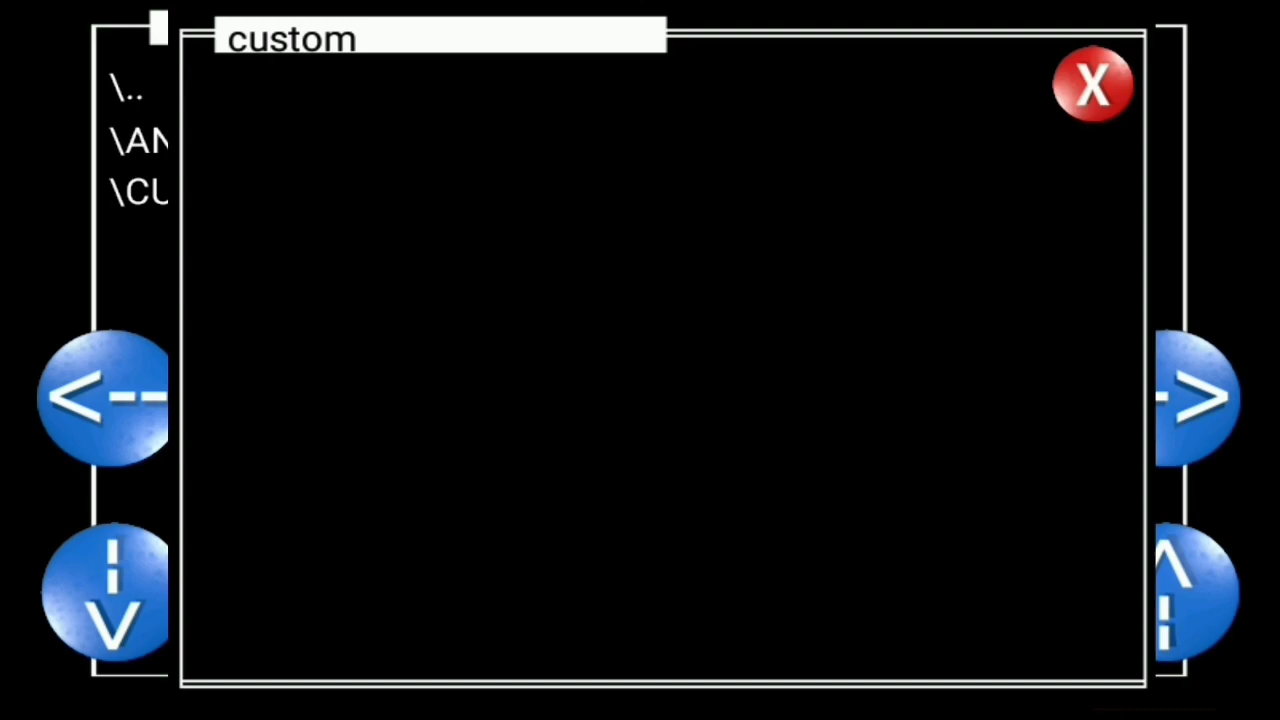 custom
X
\..
\AN
\CU
<--
->
¦
V
^
¦